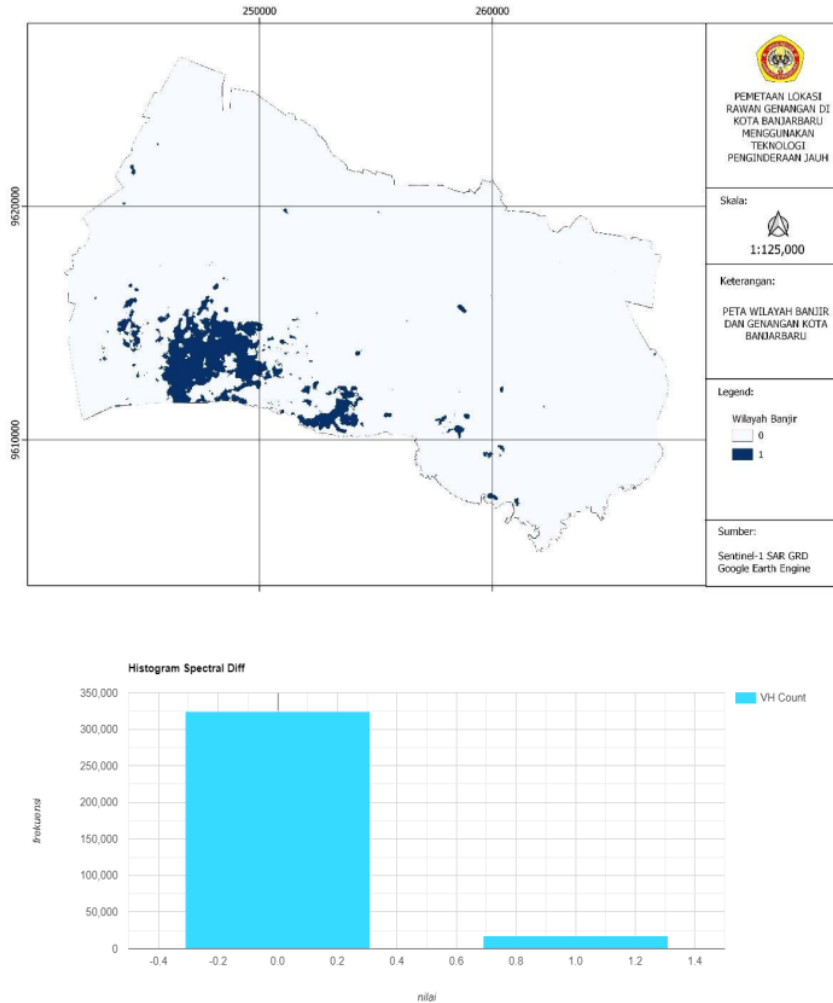 250000
260000
9620000
9610000
PEMETAAN LOKASI
RAWAN GENANGAN DI
KOTA BANJARBARU
MENGGUNAKAN
TEKNOLOGI
PENGINDERAAN JAUH
Skala:
1:125,000
Keterangan:
PETA WILAYAH BANJIR
DAN GENANGAN KOTA
BANJARBARU
Legend:
Wilayah Banjir
0
1
Sumber:
Sentinel-1 SAR GRD
Google Earth Engine
Histogram Spectral Diff
350,000
300,000
250,000
200,000
150,000
100,000
50,000
0
frekuensi
-0.4
-0.2
0.0
0.2
0.4
0.6
0.8
1.0
1.2
1.4
nilai
VH Count